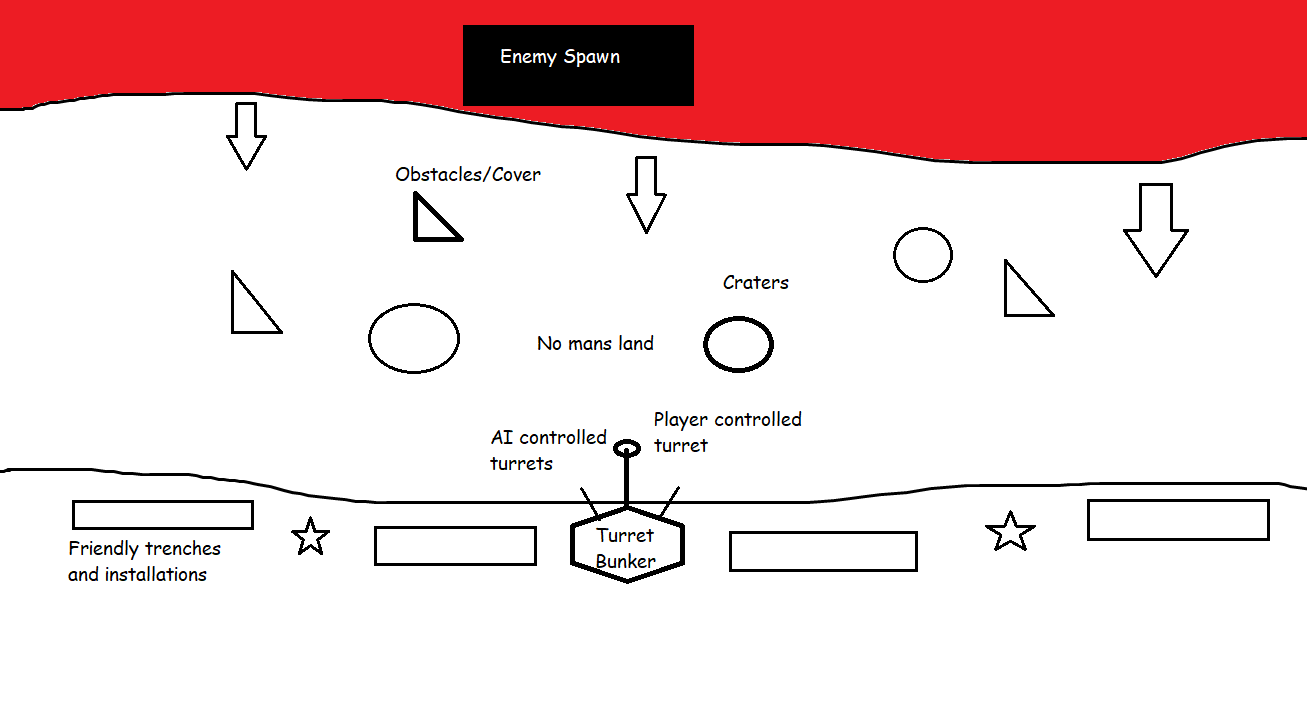 Enemy Spawn
Obstacles/Cover
Craters
No mans land
Player controlled
turret
AI controlled
turrets
Turret
Bunker
Friendly trenches
and installations